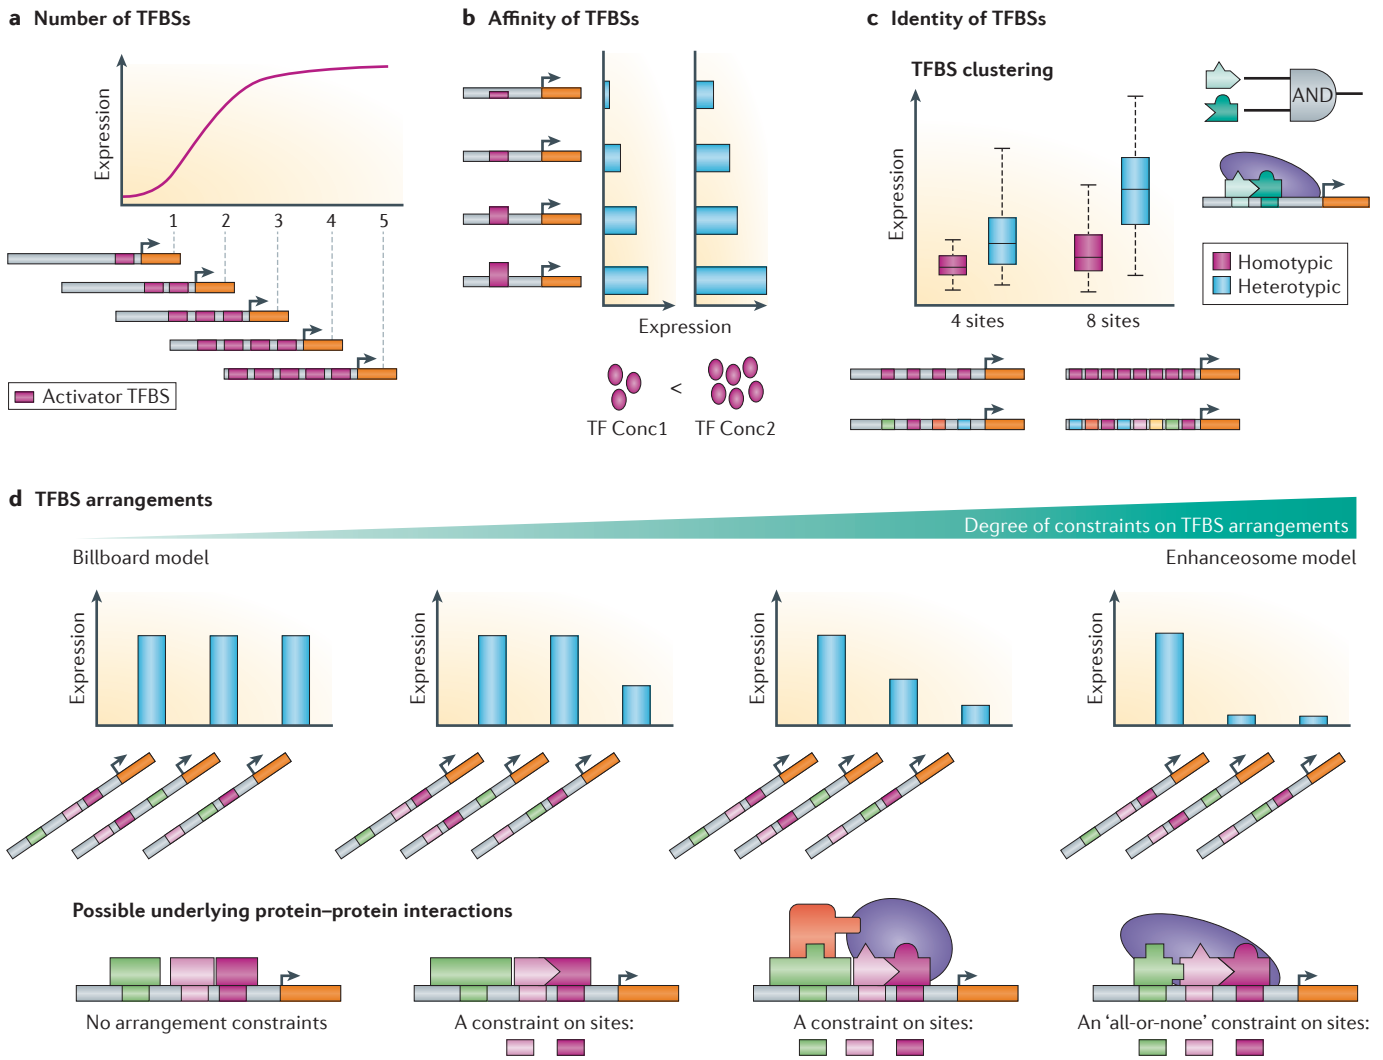 a Number of TFBSs
Expression
1 2 3 4 5
Activator TFBS
b Affinity of TFBSs
Expression
<
TF Conc1 TF Conc2
c Identity of TFBSs
TFBS clustering
Expression
4 sites 8 sites
AND
Homotypic
Heterotypic
d TFBS arrangements
Degree of constraints on TFBS arrangements
Billboard model Enhanceosome model
Expression Expression Expression Expression
Possible underlying protein–protein interactions
No arrangement constraints
A constraint on sites:
A constraint on sites:
An ‘all-or-none’ constraint on sites: